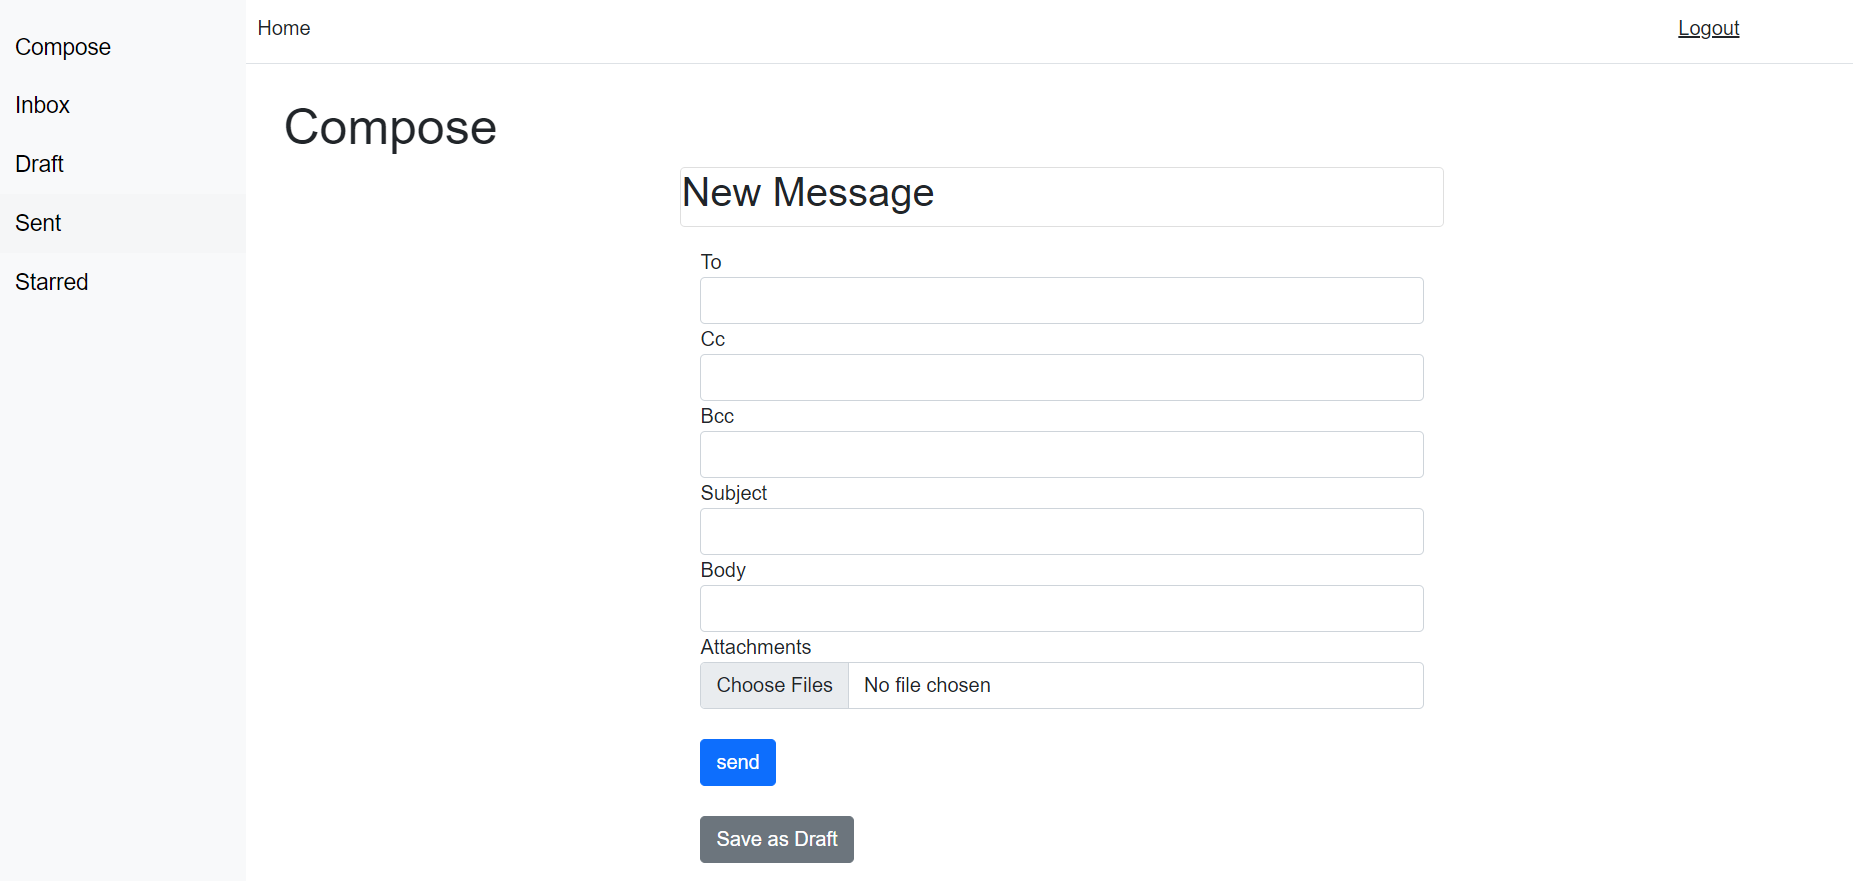 Compose
Inbox
Draft
Sent
Starred
Home
Logout
Compose
New Message
To
Cc
Bcc
Subject
Body
Attachments
Choose Files No file chosen
send
Save as Draft